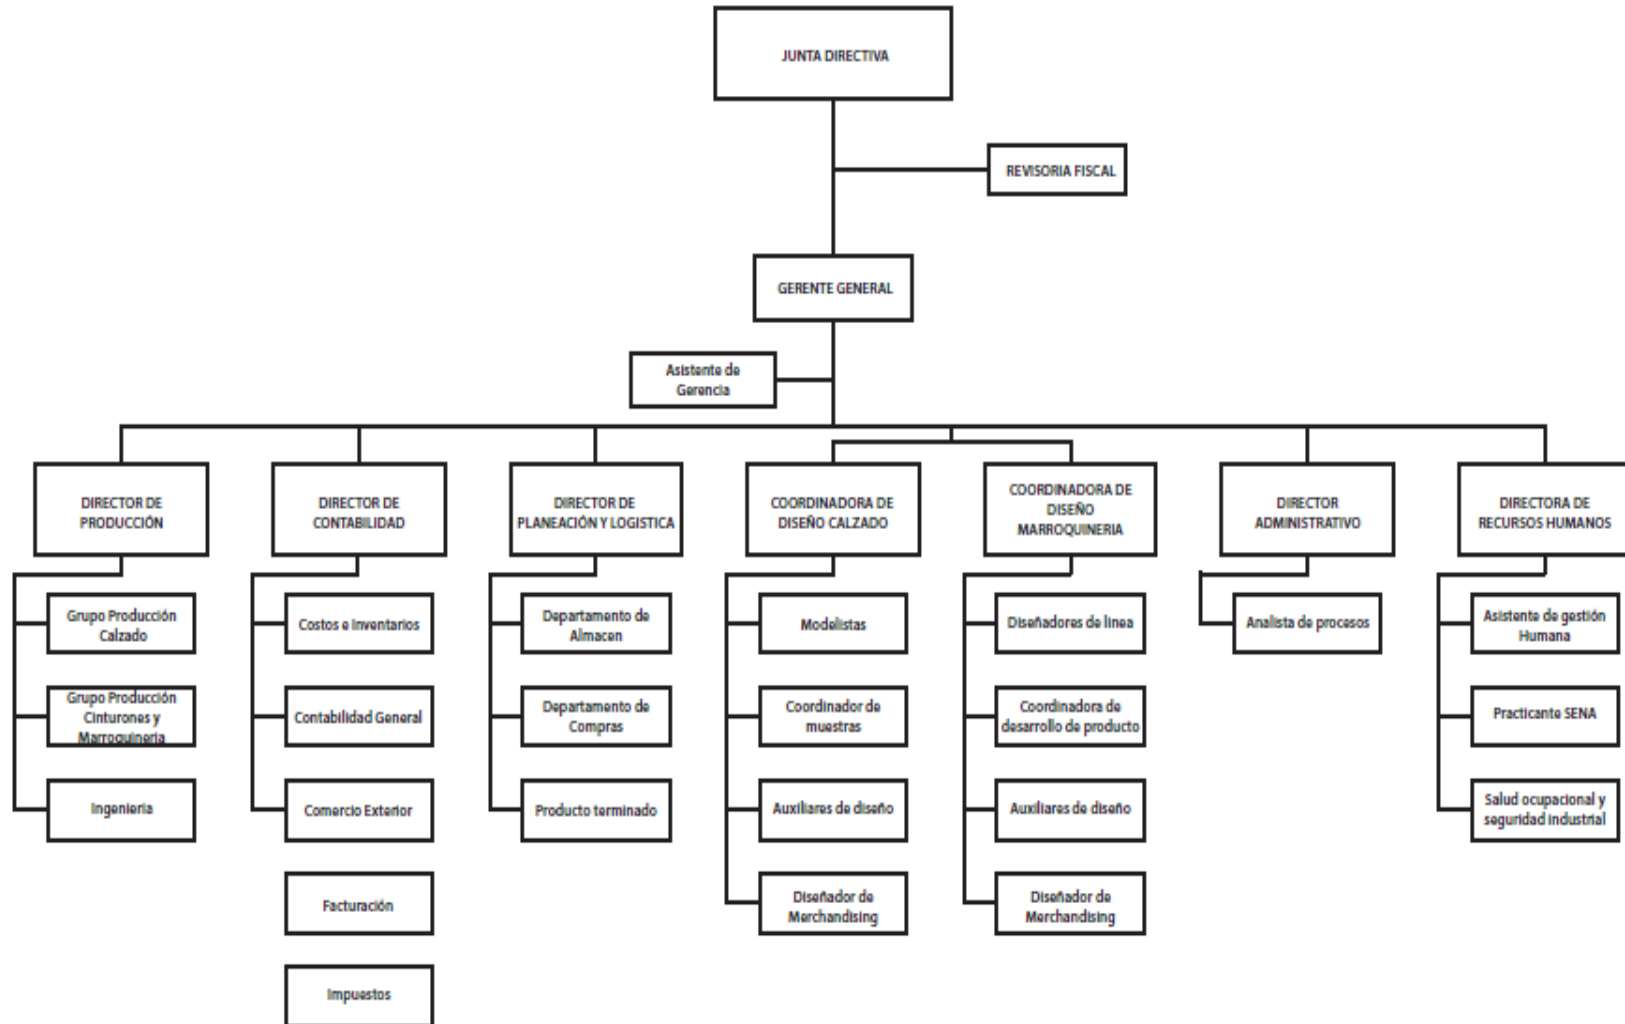 JUNTA DIRECTIVA
REVISORIA FISCAL
GERENTE GENERAL
Asistente de
Gerencia
DIRECTOR DE
PRODUCCIÓN
DIRECTOR DE
CONTABILIDAD
DIRECTOR DE
PLANEACIÓN Y LOGISTICA
COORDINADORA DE
DISEÑO CALZADO
COORDINADORA DE
DISEÑO
MARROQUINERIA
DIRECTOR
ADMINISTRATIVO
DIRECTORA DE
RECURSOS HUMANOS
Grupo Producción
Calzado
Costos e Inventarios
Departamento de
Almacen
Modelistas
Diseñadores de linea
Analista de procesos
Asistente de gestión
Humana
Grupo Producción
Cinturones y
Marroquineria
Contabilidad General
Departamento de
Compras
Coordinador de
muestras
Coordinadora de
desarrollo de producto
Practicante SENA
Ingenieria
Comercio Exterior
Producto terminado
Auxiliares de diseño
Auxiliares de diseño
Salud ocupacional y
seguridad industrial
Facturación
Diseñador de
Merchandising
Diseñador de
Merchandising
Impuestos